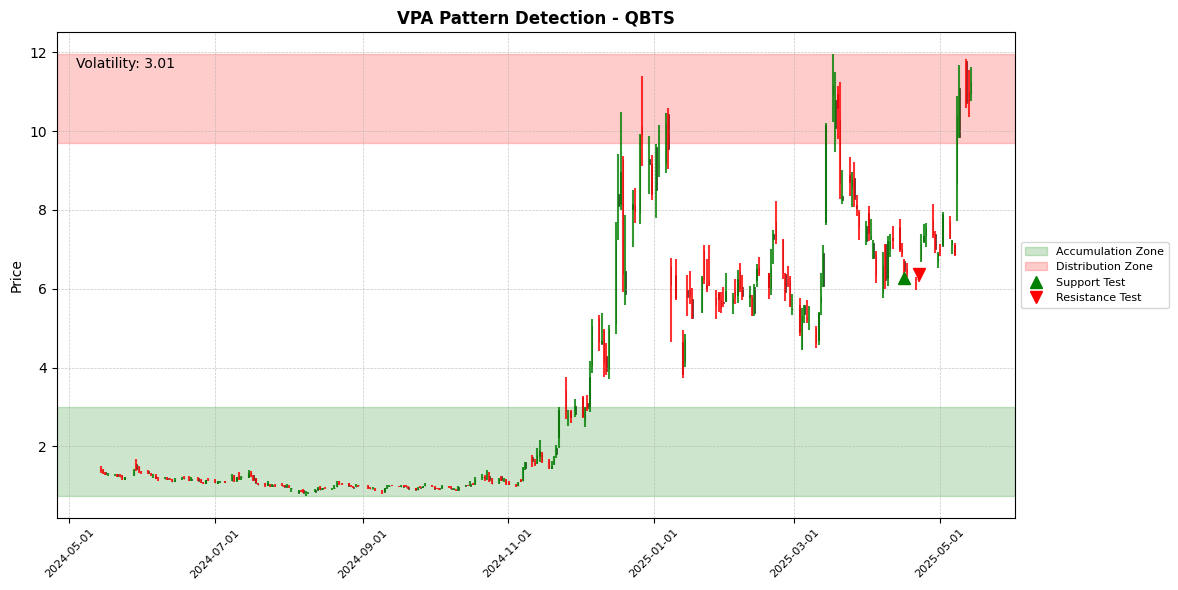 VPA Pattern Detection - QBTS
Volatility: 3.01
Price
12
10
8
6
4
2
2024-05-01
2024-07-01
2024-09-01
2024-11-01
2025-01-01
2025-03-01
2025-05-01
Accumulation Zone
Distribution Zone
Support Test
Resistance Test